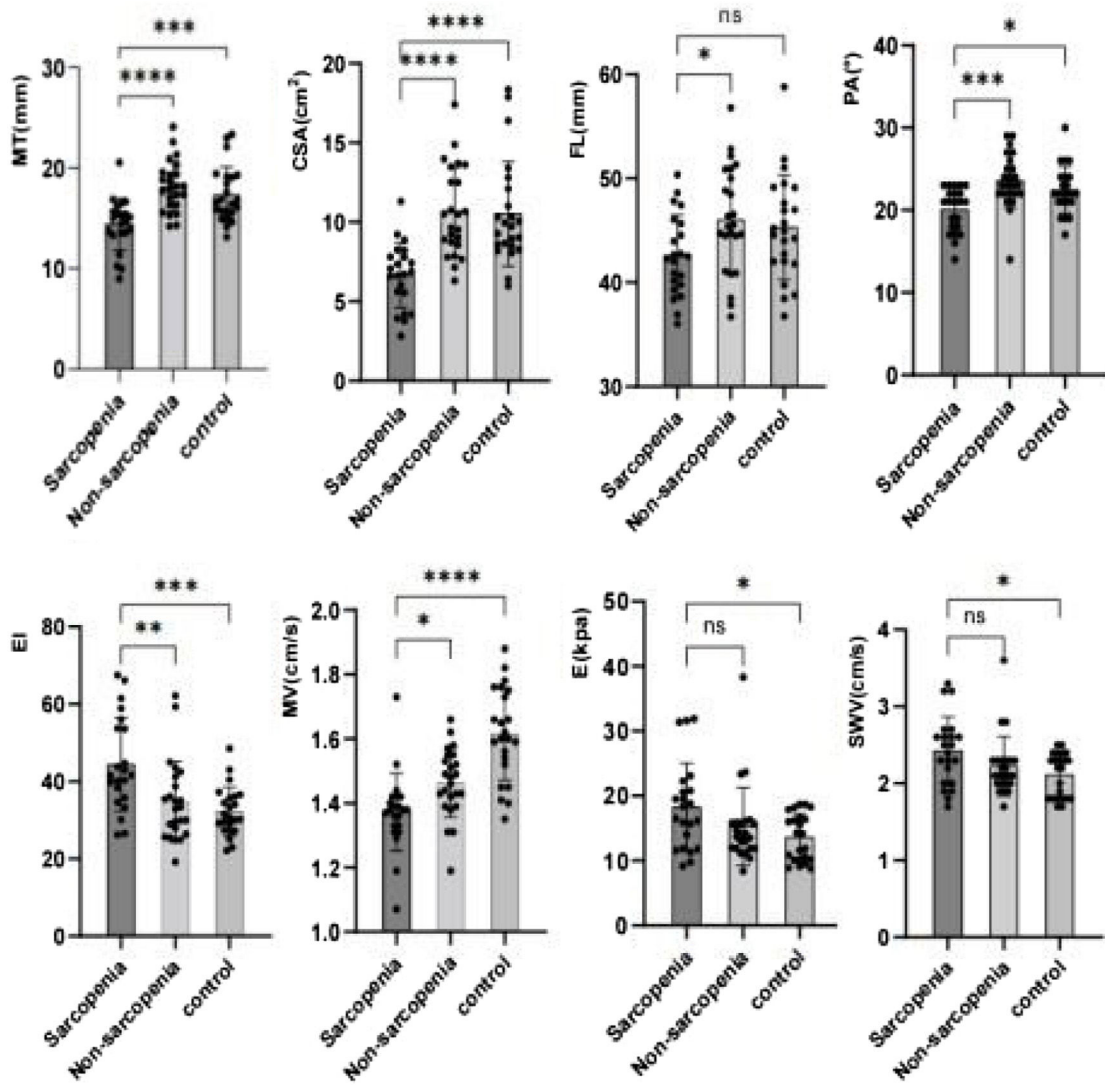 ***
****
MT(mm)
30
20
10
0
Sarcopenia
Non-sarcopenia
control
****
****
CSA(cm²)
20
15
10
5
0
Sarcopenia
Non-sarcopenia
control
ns
*
FL(mm)
60
50
40
30
Sarcopenia
Non-sarcopenia
control
*
***
PA(°)
40
30
20
10
0
Sarcopenia
Non-sarcopenia
control
***
**
EI
80
60
40
20
0
Sarcopenia
Non-sarcopenia
control
****
*
MV(cm/s)
2.0
1.8
1.6
1.4
1.2
1.0
Sarcopenia
Non-sarcopenia
control
*
ns
E(kpa)
50
40
30
20
10
0
Sarcopenia
Non-sarcopenia
control
*
ns
SWV(cm/s)
4
3
2
1
0
Sarcopenia
Non-sarcopenia
control